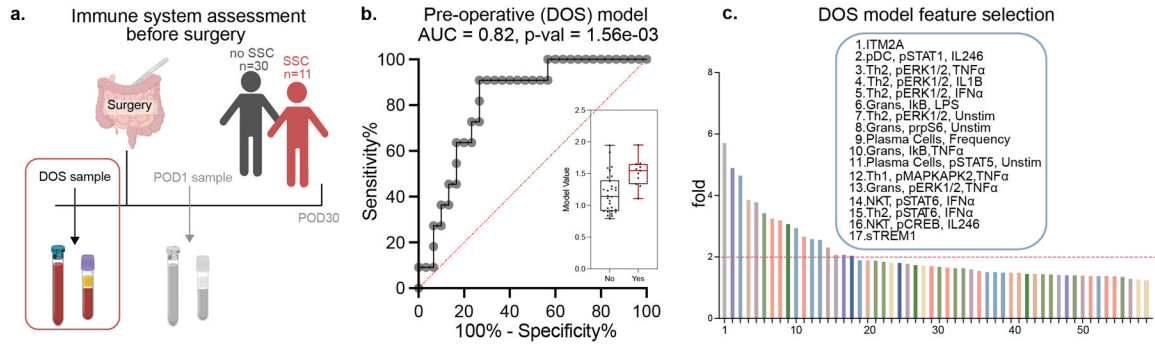 a.
Immune system assessment
before surgery
no SSC
n=30
SSC
n=11
Surgery
DOS sample
POD1 sample
POD30
b.
Pre-operative (DOS) model
AUC = 0.82, p-val = 1.56e-03
Sensitivity%
100
80
60
40
20
0
0 20 40 60 80 100
100% - Specificity%
Model Value
2.5
2.0
1.5
1.0
0.5
0.0
No Yes
c.
DOS model feature selection
1.ITM2A
2.pDC, pSTAT1, IL246
3.Th2, pERK1/2,TNFα
4.Th2, pERK1/2, IL1B
5.Th2, pERK1/2, IFNα
6.Grans, IkB, LPS
7.Th2, pERK1/2, Unstim
8.Grans, prpS6, Unstim
9.Plasma Cells, Frequency
10.Grans, IkB,TNFα
11.Plasma Cells, pSTAT5, Unstim
12.Th1, pMAPKAPK2,TNFα
13.Grans, pERK1/2,TNFα
14.NKT, pSTAT6, IFNα
15.Th2, pSTAT6, IFNα
16.NKT, pCREB, IL246
17.sTREM1
fold
8
6
4
2
0
1 10 20 30 40 50